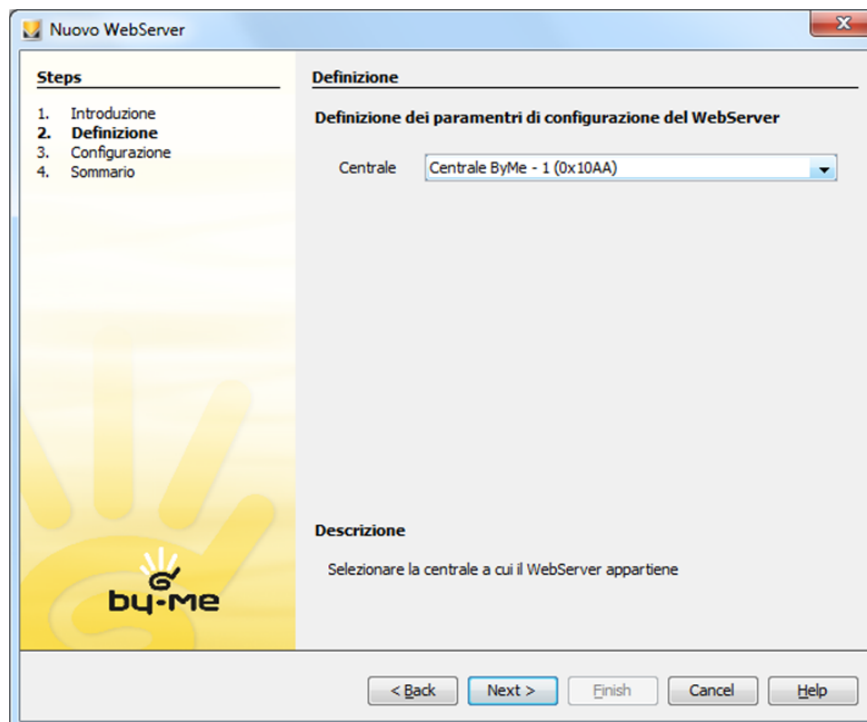 Nuovo WebServer
Steps
1. Introduzione
2. Definizione
3. Configurazione
4. Sommario
Definizione
Definizione dei paramentri di configurazione del WebServer
Centrale Centrale ByMe - 1 (0x10AA)
Descrizione
Selezionare la centrale a cui il WebServer appartiene
by-me
< Back Next > Finish Cancel Help